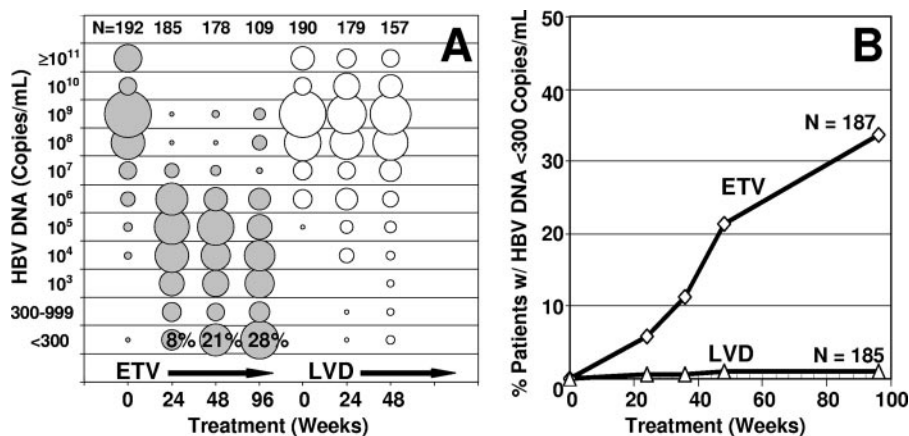 N=192 185 178 109 190 179 157
A
HBV DNA (Copies/mL)
≥10¹¹
10¹⁰
10⁹
10⁸
10⁷
10⁶
10⁵
10⁴
10³
300-999
<300
8% 21% 28%
ETV LVD
0 24 48 96 0 24 48
Treatment (Weeks)
B
% Patients w/ HBV DNA <300 Copies/mL
50
40
30
20
10
0
N = 187
ETV
LVD
N = 185
0 20 40 60 80 100
Treatment (Weeks)